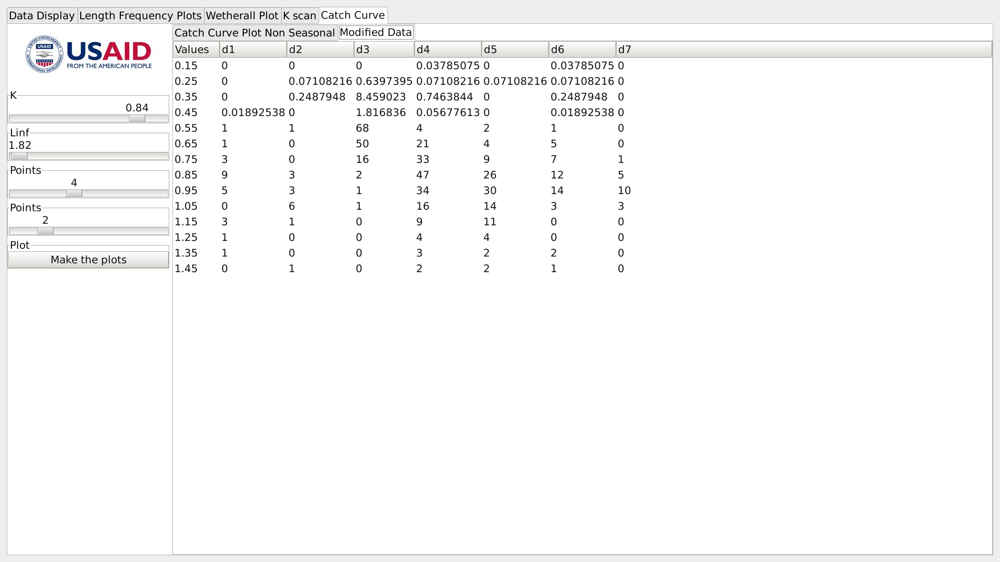 Data Display Length Frequency Plots Wetherall Plot K scan Catch Curve
Catch Curve Plot Non Seasonal Modified Data
USAID
USAID
FROM THE AMERICAN PEOPLE
K
0.84
Linf
1.82
Points
4
Points
2
Plot
Make the plots
Values d1 d2 d3 d4 d5 d6 d7
0.15 0 0 0 0.03785075 0 0.03785075 0
0.25 0 0.07108216 0.6397395 0.07108216 0.07108216 0.07108216 0
0.35 0 0.2487948 8.459023 0.7463844 0 0.2487948 0
0.45 0.01892538 0 1.816836 0.05677613 0 0.01892538 0
0.55 1 1 68 4 2 1 0
0.65 1 0 50 21 4 5 0
0.75 3 0 16 33 9 7 1
0.85 9 3 2 47 26 12 5
0.95 5 3 1 34 30 14 10
1.05 0 6 1 16 14 3 3
1.15 3 1 0 9 11 0 0
1.25 1 0 0 4 4 0 0
1.35 1 0 0 3 2 2 0
1.45 0 1 0 2 2 1 0